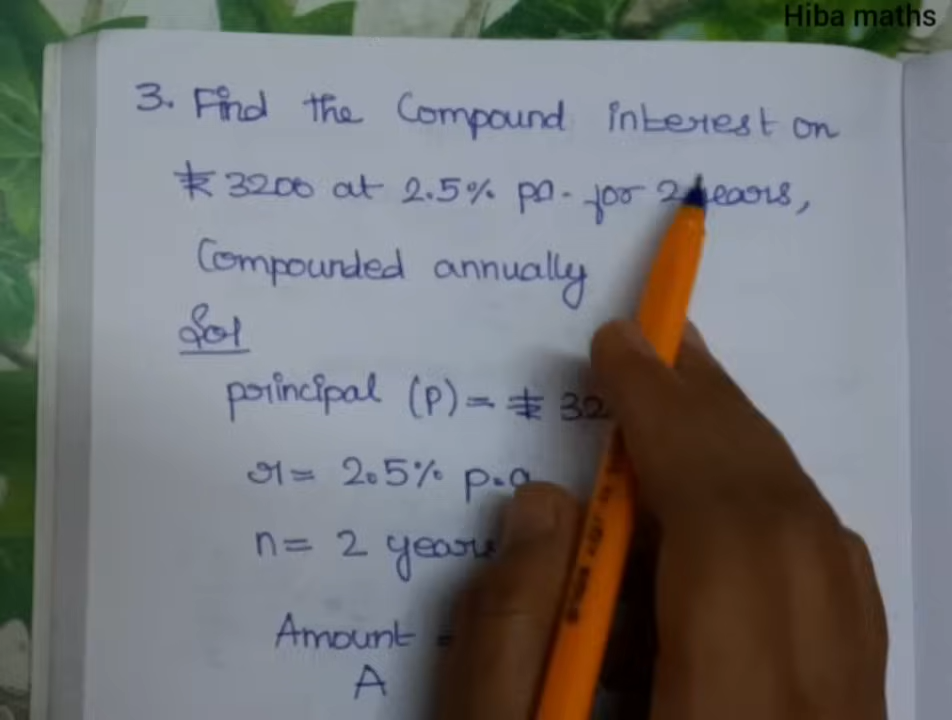 Hiba maths
3. Find the Compound interest on
₹ 3200 at 2.5% pa. for 2 years,
Compounded annually
Sol
principal (P) = ₹ 32
r = 2.5% p.a
n = 2 years
Amount =
A